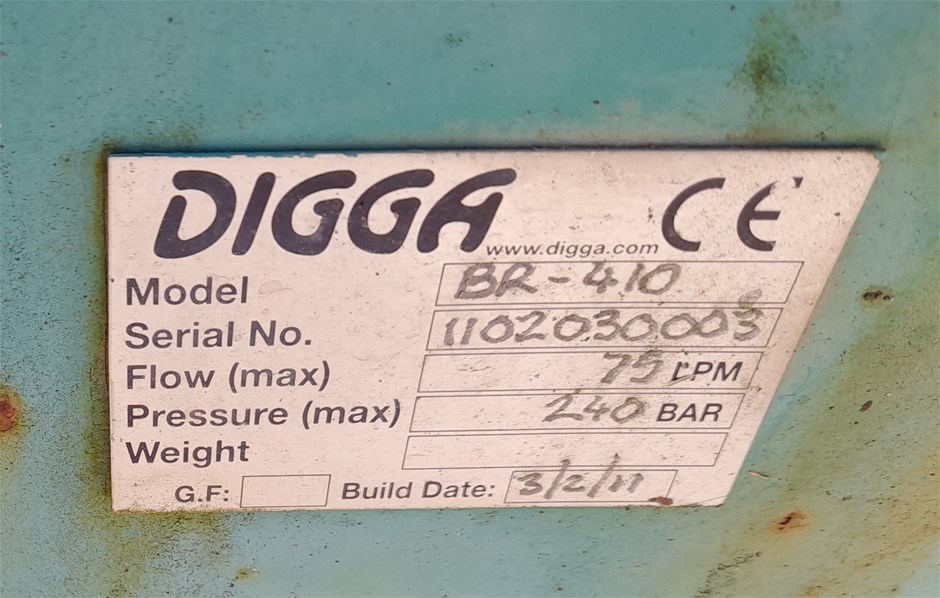 DIGGA www.digga.com CE
Model BR-410
Serial No. 1102030003
Flow (max) 75 LPM
Pressure (max) 240 BAR
Weight
G.F: Build Date: 3/2/11